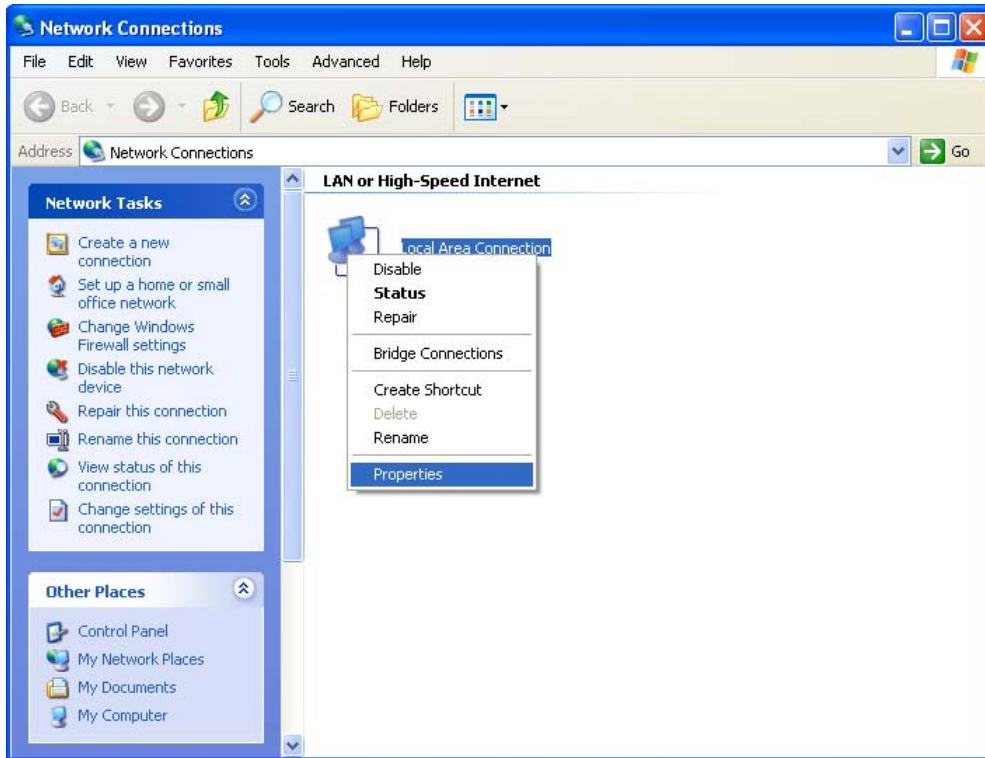 Network Connections
File Edit View Favorites Tools Advanced Help
Back Search Folders
Address Network Connections Go
Network Tasks
Create a new
connection
Set up a home or small
office network
Change Windows
Firewall settings
Disable this network
device
Repair this connection
Rename this connection
View status of this
connection
Change settings of this
connection
Other Places
Control Panel
My Network Places
My Documents
My Computer
LAN or High-Speed Internet
Local Area Connection
Disable
Status
Repair
Bridge Connections
Create Shortcut
Delete
Rename
Properties